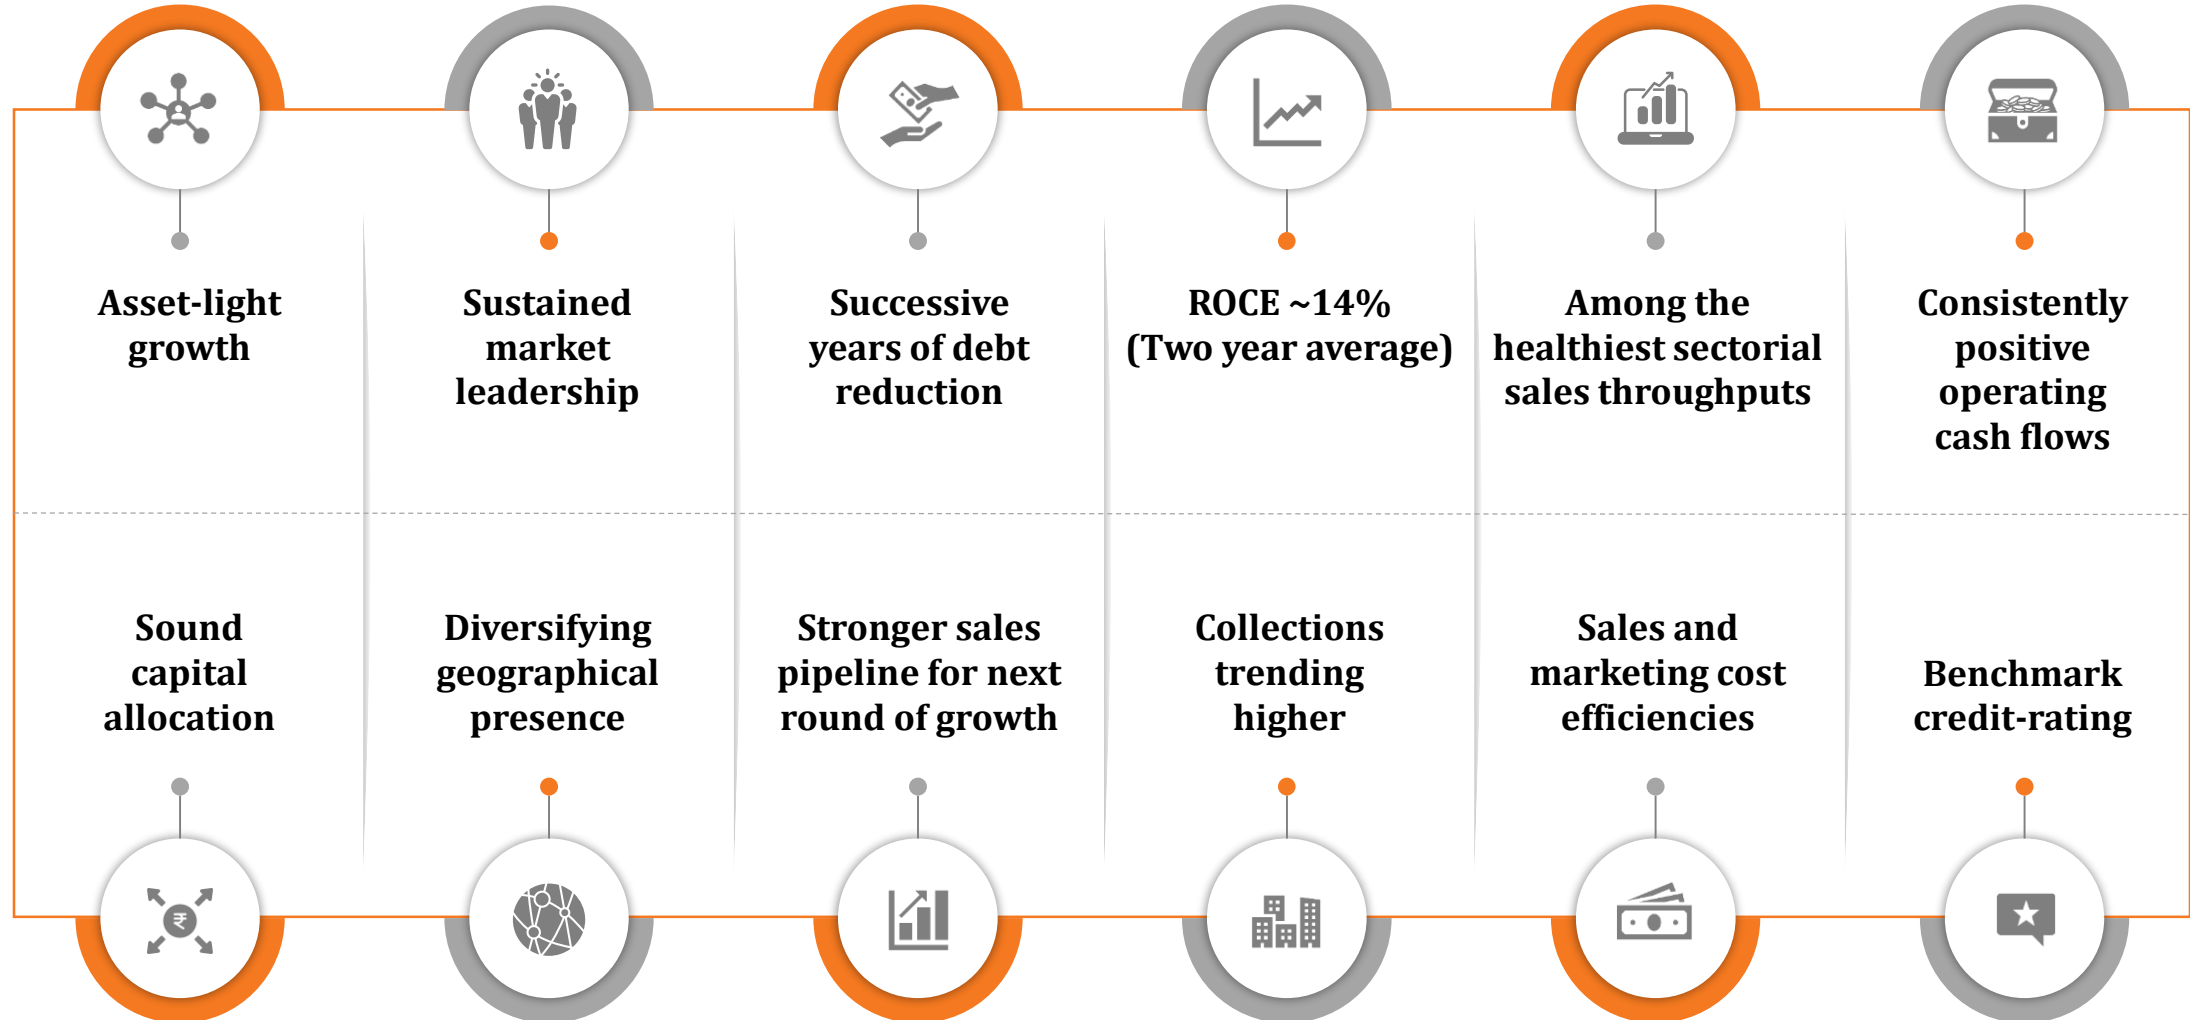 Asset-light
growth
Sustained
market
leadership
Successive
years of debt
reduction
ROCE ~14%
(Two year average)
Among the
healthiest sectorial
sales throughputs
Consistently
positive
operating
cash flows
Sound
capital
allocation
Diversifying
geographical
presence
Stronger sales
pipeline for next
round of growth
Collections
trending
higher
Sales and
marketing cost
efficiencies
Benchmark
credit-rating
₹